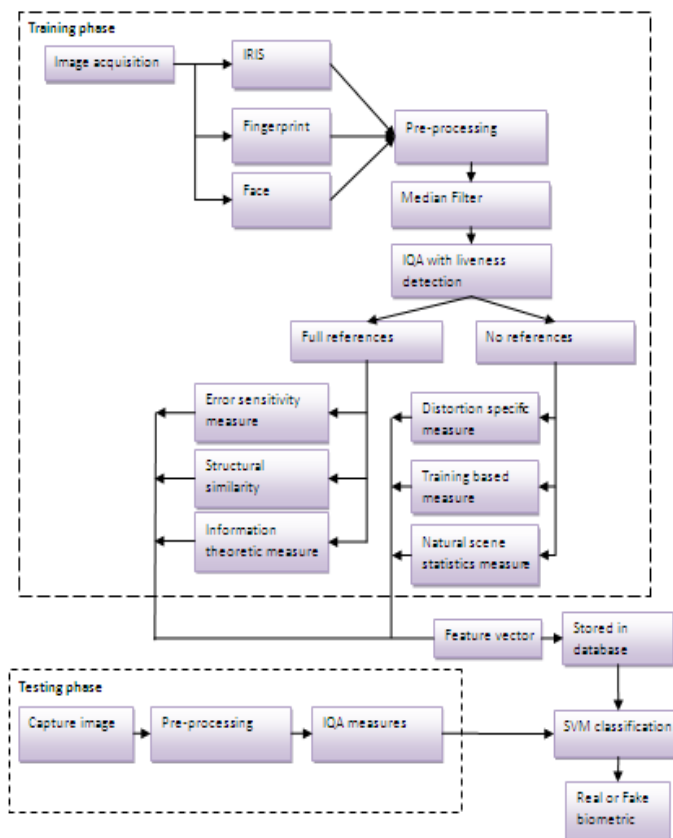 Training phase
Image acquisition
IRIS
Fingerprint
Face
Pre-processing
Median Filter
IQA with liveness
detection
Full references
No references
Error sensitivity
measure
Structural
similarity
Information
theoretic measure
Distortion specific
measure
Training based
measure
Natural scene
statistics measure
Feature vector
Stored in
database
Testing phase
Capture image
Pre-processing
IQA measures
SVM classification
Real or Fake
biometric